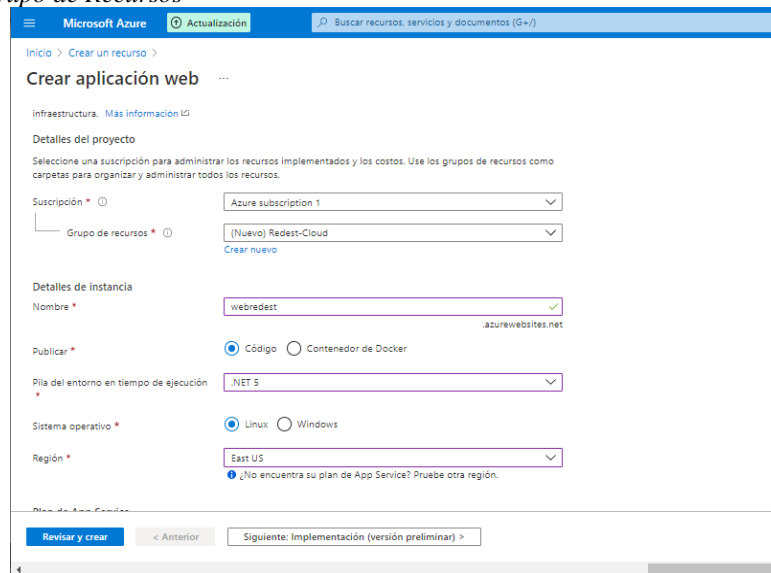 Grupo de Recursos
Microsoft Azure Actualización Buscar recursos, servicios y documentos (G+/)
Inicio > Crear un recurso >
Crear aplicación web ...
infraestructura. Más información
Detalles del proyecto
Seleccione una suscripción para administrar los recursos implementados y los costos. Use los grupos de recursos como
carpetas para organizar y administrar todos los recursos.
Suscripción * Azure subscription 1
Grupo de recursos * (Nuevo) Redest-Cloud
Crear nuevo
Detalles de instancia
Nombre * webredest
.azurewebsites.net
Publicar * Código Contenedor de Docker
Pila del entorno en tiempo de ejecución
* .NET 5
Sistema operativo * Linux Windows
Región * East US
¿No encuentra su plan de App Service? Pruebe otra región.
Plan de App Service
Revisar y crear < Anterior Siguiente: Implementación (versión preliminar) >